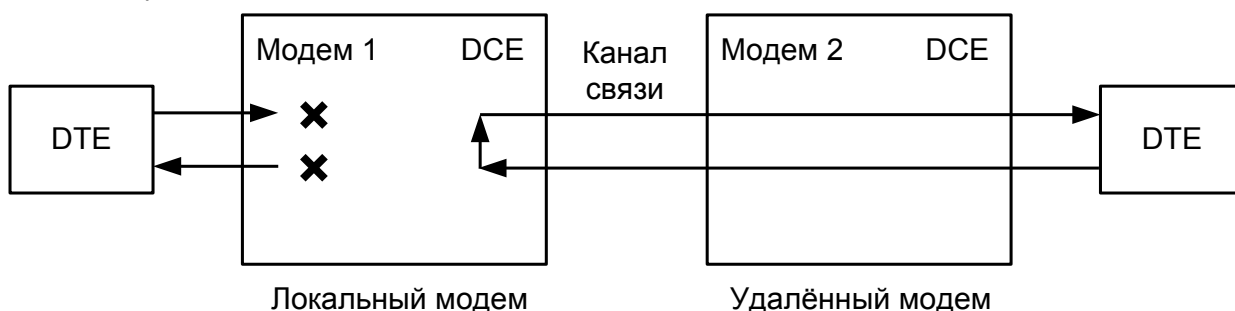 Модем 1 DCE
Канал
связи
Модем 2 DCE
DTE
DTE
Локальный модем
Удалённый модем